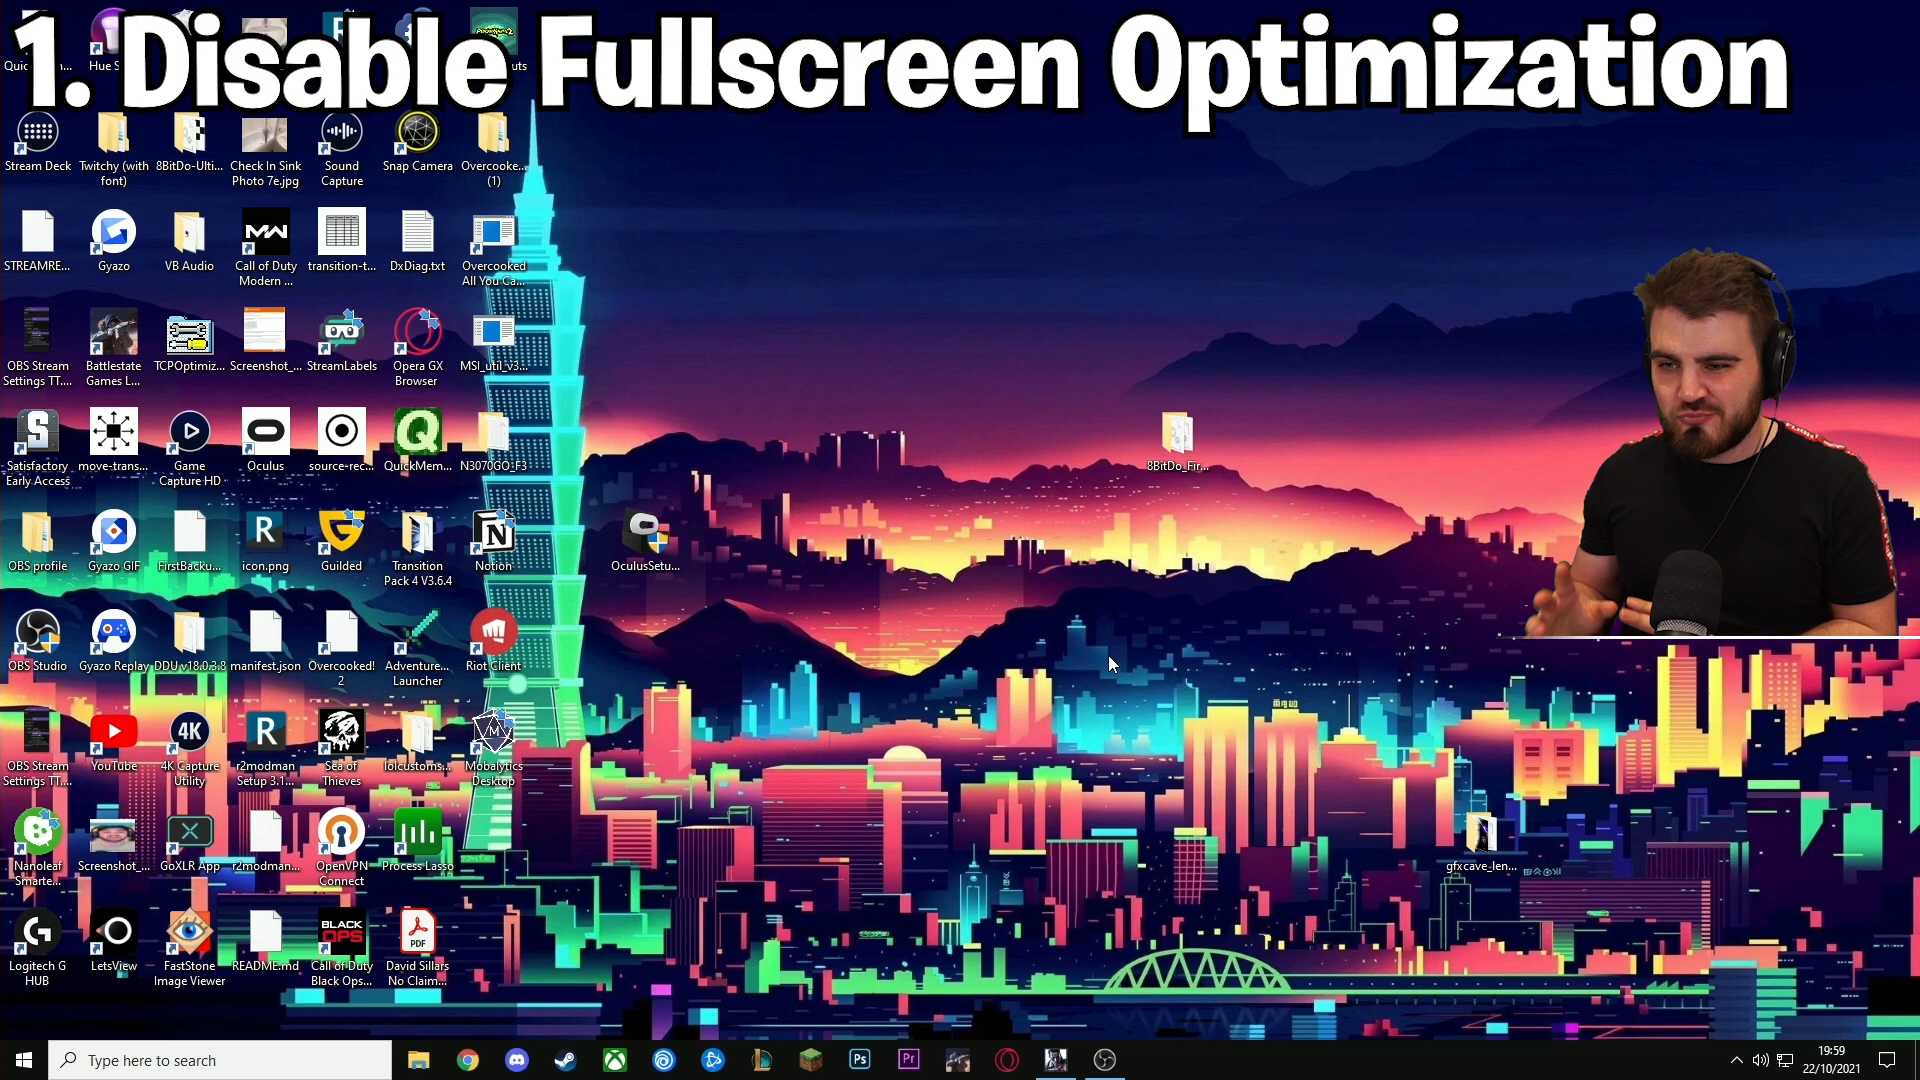 1. Disable Fullscreen Optimization
Stream Deck
Twitchy (with
font)
8BitDo-Ulti...
Check In Sink
Photo 7e.jpg
Sound
Capture
Snap Camera
Overcooke...
(1)
STREAMRE...
Gyazo
VB Audio
Call of Duty
Modern ...
transition-t...
DxDiag.txt
Overcooked
All You Ca...
OBS Stream
Settings TT....
Battlestate
Games L...
TCPOptimiz...
Screenshot_...
StreamLabels
Opera GX
Browser
MSI_util_v3...
Satisfactory
Early Access
move-trans...
Game
Capture HD
Oculus
source-rec...
QuickMem...
N3070GO_F3
8BitDo_Fir...
OBS profile
Gyazo GIF
FirstBacku...
icon.png
Guilded
Transition
Pack 4 V3.6.4
Notion
OculusSetu...
OBS Studio
Gyazo Replay
DDU v18.0.3.8
manifest.json
Overcooked!
2
Adventure...
Launcher
Riot Client
OBS Stream
Settings TT....
YouTube
4K
4K Capture
Utility
r2modman
Setup 3.1...
Sea of
Thieves
lolcustoms...
Mobalytics
Desktop
Nanoleaf
Smarte...
Screenshot_...
GoXLR App
r2modman...
OpenVPN
Connect
Process Lasso
gfxcave_len...
Logitech G
HUB
LetsView
FastStone
Image Viewer
README.md
BLACK
OPS
Call of Duty
Black Ops...
PDF
David Sillars
No Claim...
Type here to search
Ps
Pr
19:59
22/10/2021